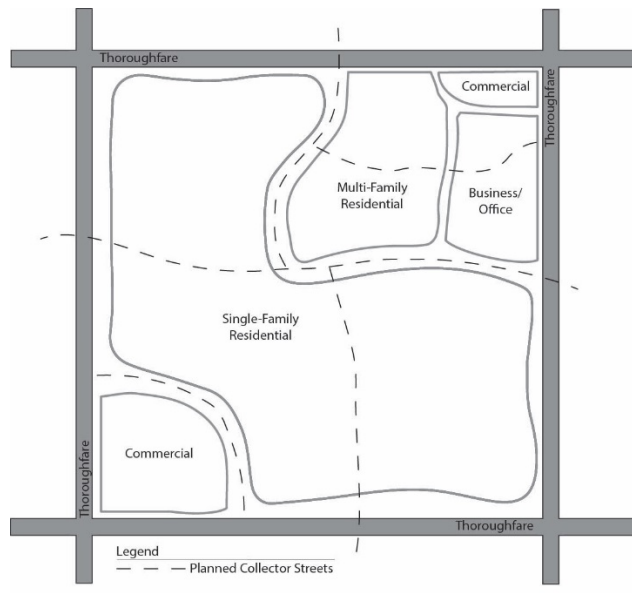 Thoroughfare
Commercial
Thoroughfare
Multi-Family
Residential
Business/
Office
Single-Family
Residential
Commercial
Thoroughfare
Thoroughfare
Legend
Planned Collector Streets